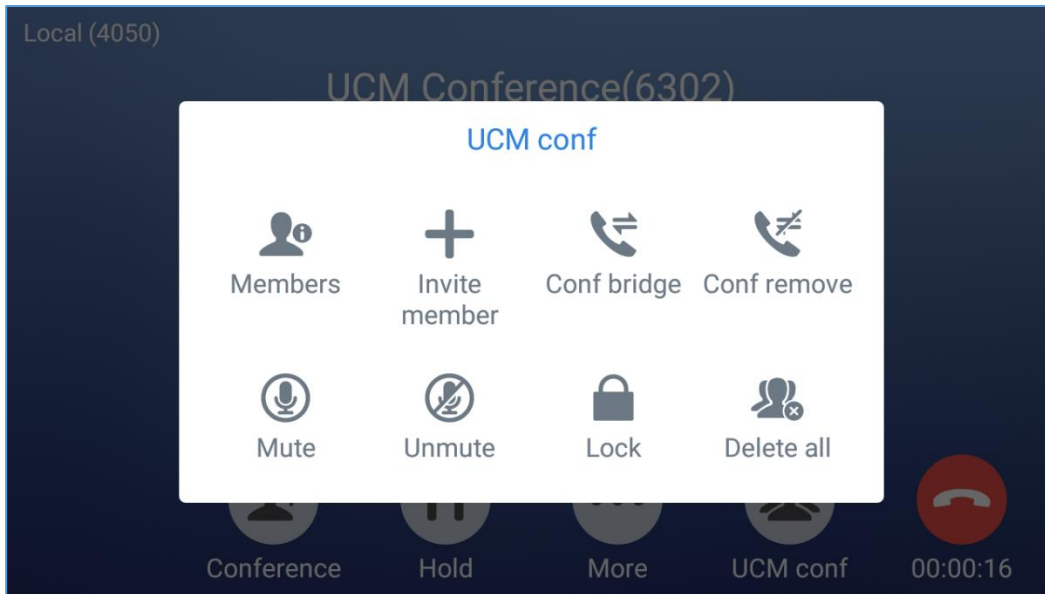 Local (4050)
UCM Conference(6302)
UCM conf
Members
Invite
member
Conf bridge
Conf remove
Mute
Unmute
Lock
Delete all
Conference
Hold
More
UCM conf
00:00:16